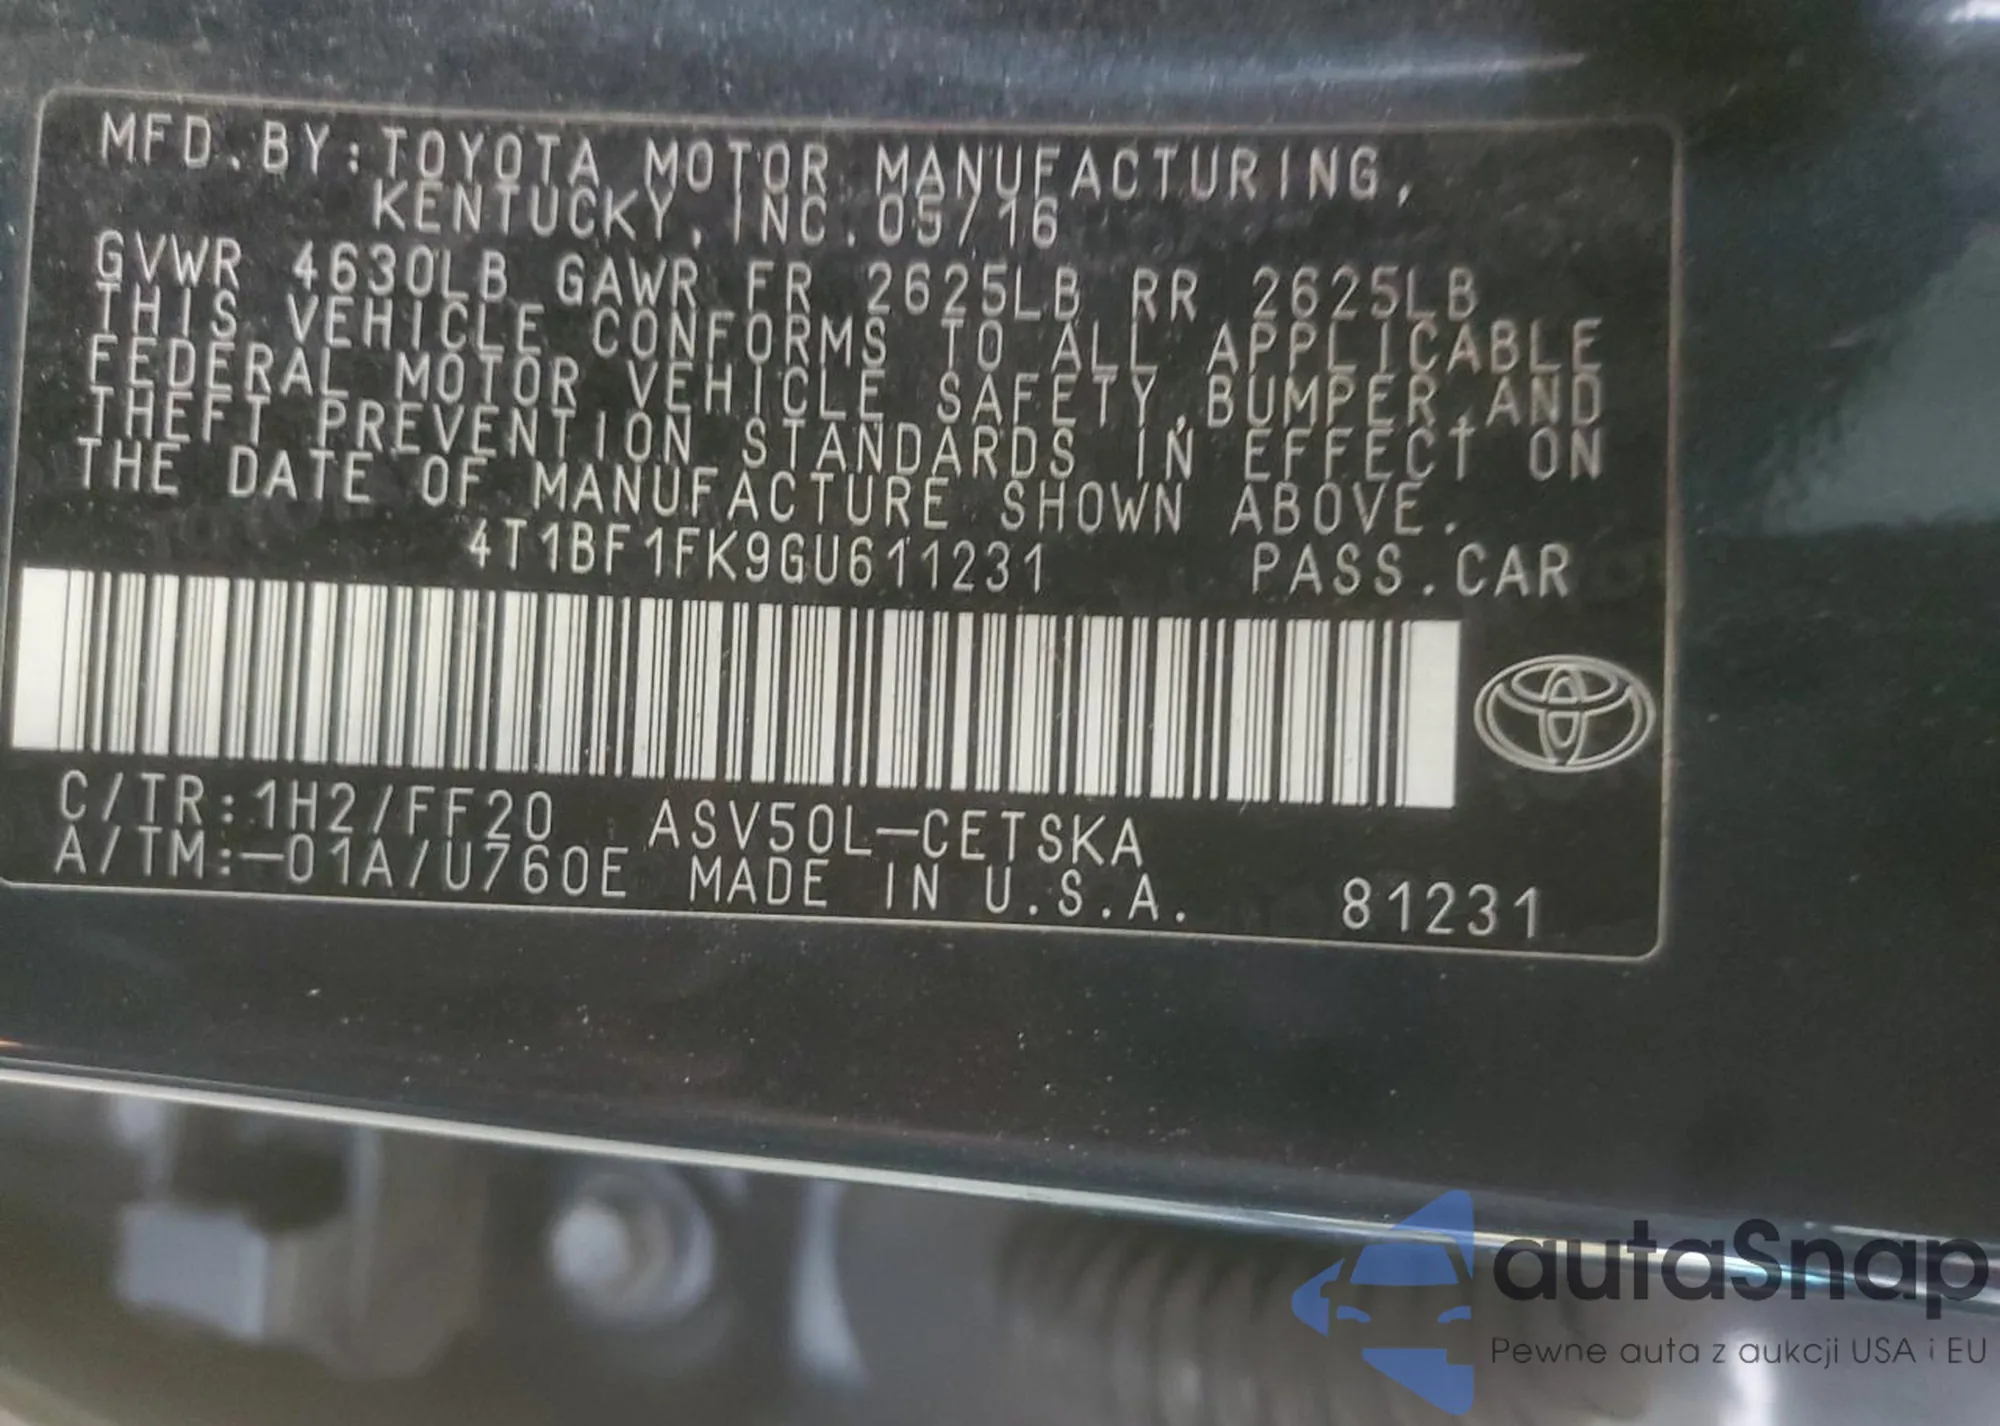 MFD.BY:TOYOTA MOTOR MANUFACTURING,
KENTUCKY, INC.05/16
GVWR 4630LB GAWR FR 2625LB RR 2625LB
THIS VEHICLE CONFORMS TO ALL APPLICABLE
FEDERAL MOTOR VEHICLE SAFETY,BUMPER,AND
THEFT PREVENTION STANDARDS IN EFFECT ON
THE DATE OF MANUFACTURE SHOWN ABOVE.
4T1BF1FK9GU611231 PASS.CAR
C/TR:1H2/FF20 ASV50L-CETSKA
A/TM:-01A/U760E MADE IN U.S.A. 81231
autaSnap
Pewne auta z aukcji USA i EU